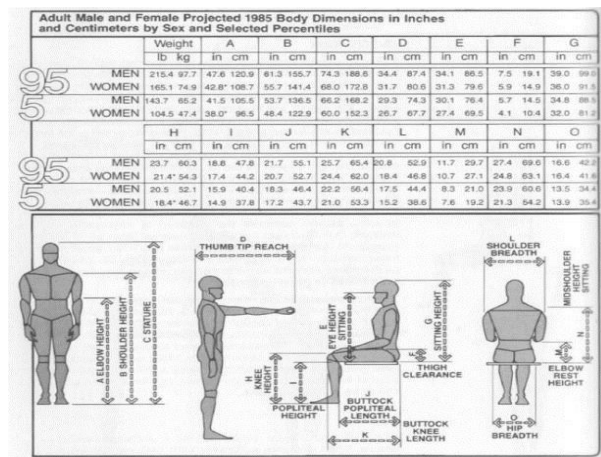 Adult Male and Female Projected 1985 Body Dimensions in Inches
and Centimeters by Sex and Selected Percentiles
Weight A B C D E F G
lb kg in cm in cm in cm in cm in cm in cm in cm
95 MEN 215.4 97.7 47.6 120.9 61.3 155.7 74.3 188.6 34.4 87.4 34.1 86.5 7.5 19.1 39.0
WOMEN 165.1 74.9 42.8* 108.7 55.7 141.4 68.0 172.8 31.7 80.6 31.3 79.6 5.9 14.9 36.0
5 MEN 143.7 65.2 41.5 105.5 53.7 136.5 66.2 168.2 29.3 74.3 30.1 76.4 5.7 14.5 34.8
WOMEN 104.5 47.4 38.0* 96.5 48.4 122.9 60.0 152.3 26.7 67.7 27.4 69.5 4.1 10.4 32.0 81.2
H I J K L M N O
in cm in cm in cm in cm in cm in cm in cm in cm
95 MEN 23.7 60.3 18.8 47.8 21.7 55.1 25.7 65.4 20.8 52.9 11.7 29.7 27.4 69.6 16.6 42.2
WOMEN 21.4* 54.3 17.4 44.2 20.7 52.7 24.4 62.0 18.4 46.8 10.7 27.1 24.8 63.1 16.4 41.6
5 MEN 20.5 52.1 15.9 40.4 18.3 46.4 22.2 56.4 17.5 44.4 8.3 21.0 23.9 60.6 13.5
WOMEN 18.4* 46.7 14.9 37.8 17.2 43.7 21.0 53.3 15.2 38.6 7.6 19.2 21.3 54.2 13.9
D
THUMB TIP REACH
L
SHOULDER
BREADTH
A ELBOW HEIGHT
B SHOULDER HEIGHT
C STATURE
H
KNEE
HEIGHT
I
POPLITEAL
HEIGHT
E
EYE HEIGHT
SITTING
G
SITTING HEIGHT
F
THIGH
CLEARANCE
J
BUTTOCK
POPLITEAL
LENGTH
K
BUTTOCK
KNEE
LENGTH
MIDSHOULDER
HEIGHT
SITTING
N
M
ELBOW
REST
HEIGHT
O
HIP
BREADTH